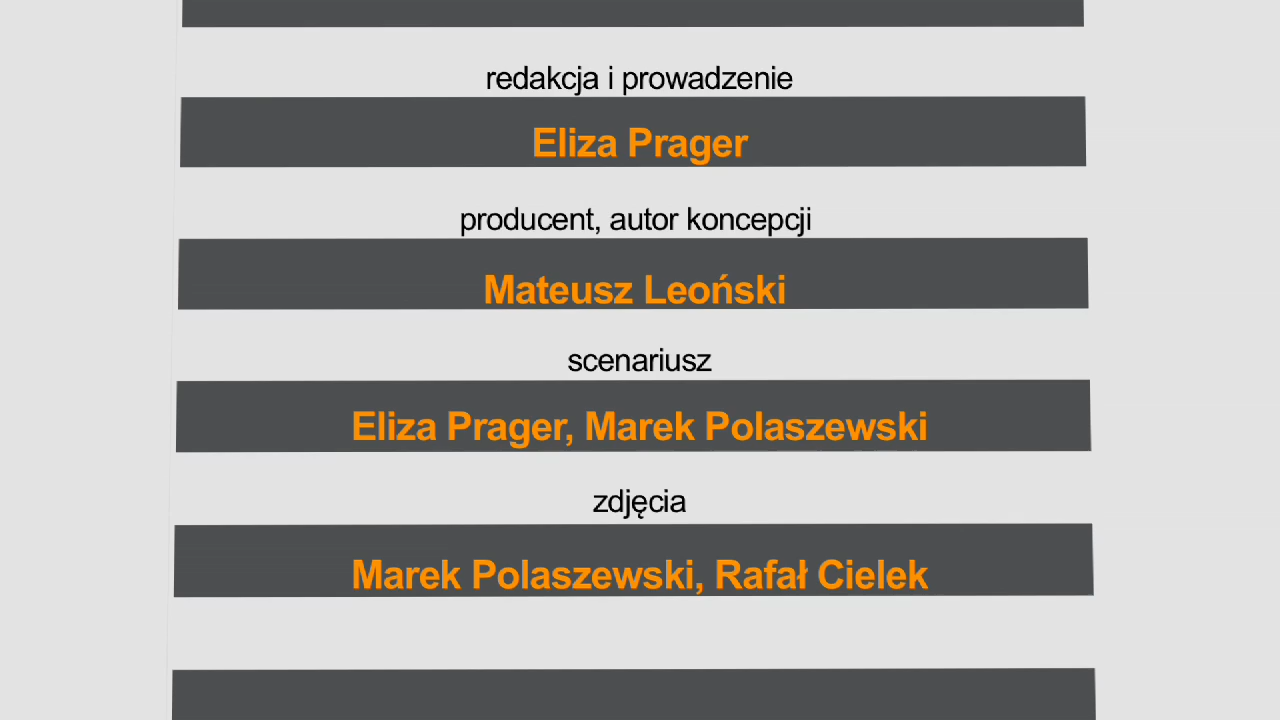 redakcja i prowadzenie
Eliza Prager
producent, autor koncepcji
Mateusz Leoński
scenariusz
Eliza Prager, Marek Polaszewski
zdjęcia
Marek Polaszewski, Rafał Cielek